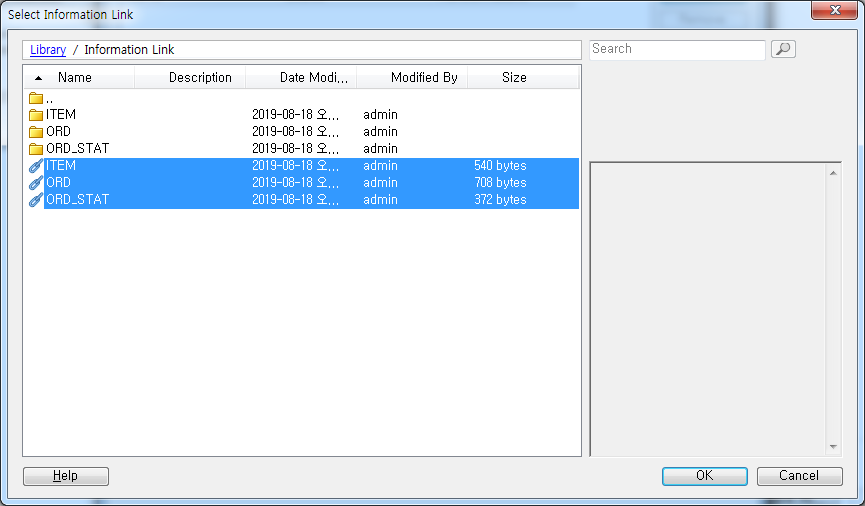 Select Information Link
Library / Information Link
Search
Name Description Date Modi... Modified By Size
..
ITEM 2019-08-18 오... admin
ORD 2019-08-18 오... admin
ORD_STAT 2019-08-18 오... admin
ITEM 2019-08-18 오... admin 540 bytes
ORD 2019-08-18 오... admin 708 bytes
ORD_STAT 2019-08-18 오... admin 372 bytes
Help OK Cancel